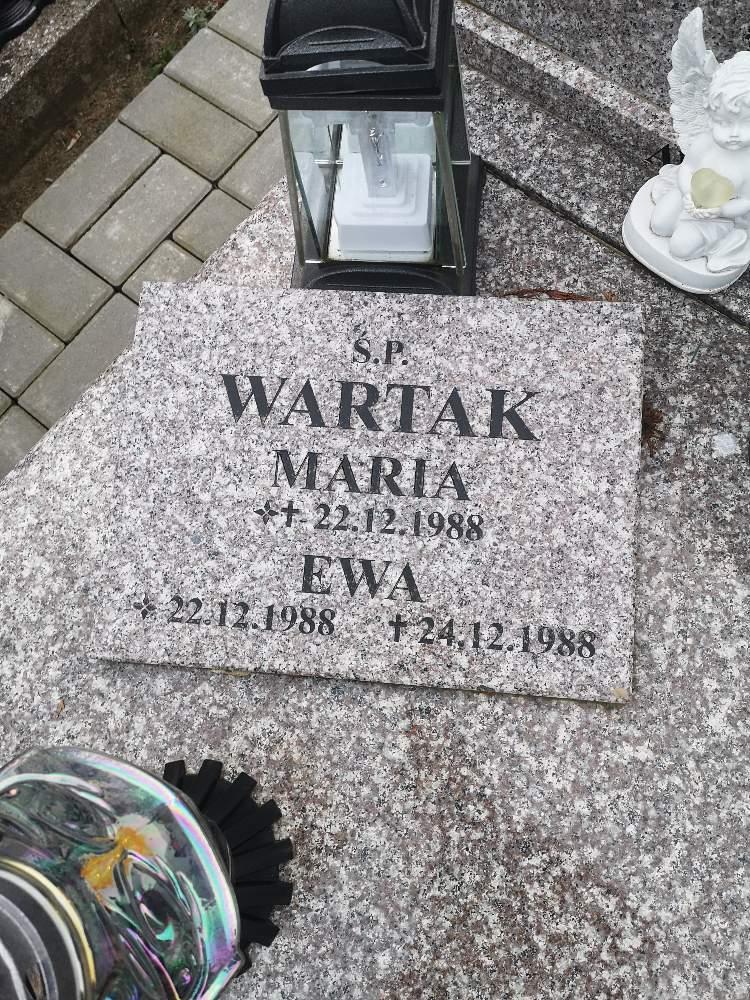 Ś.P.
WARTAK
MARIA
✣✝ 22.12.1988
EWA
✣ 22.12.1988 ✝ 24.12.1988